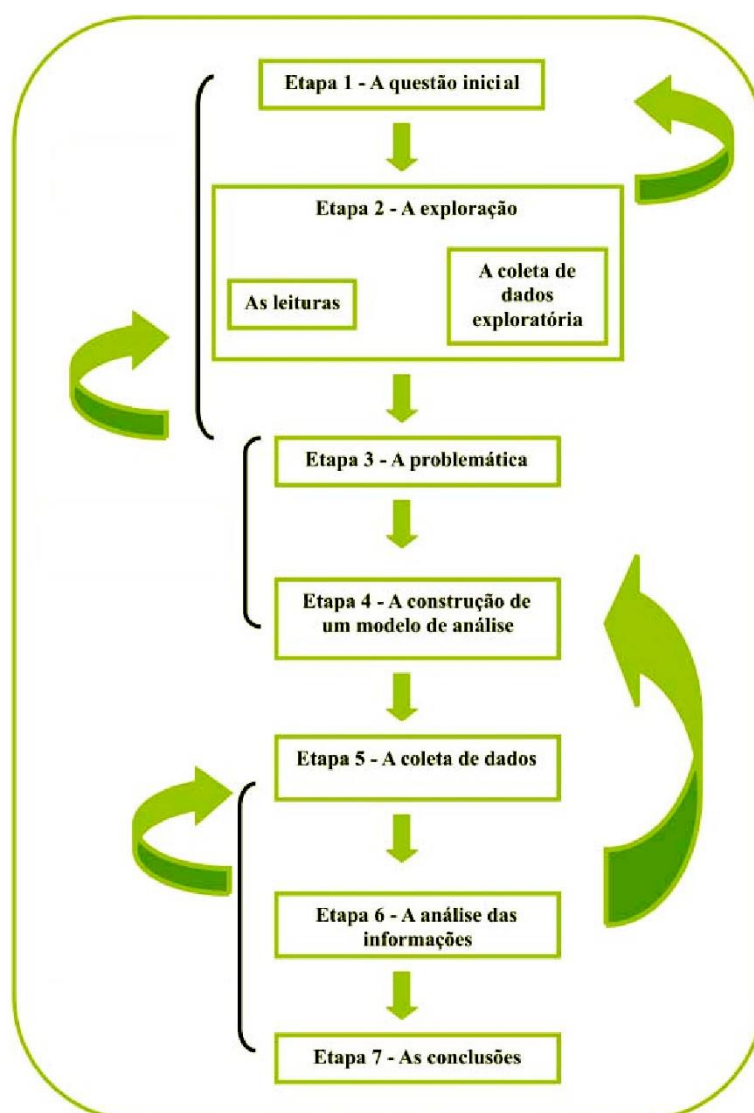 Etapa 1 - A questão inicial
Etapa 2 - A exploração
As leituras
A coleta de
dados
exploratória
Etapa 3 - A problemática
Etapa 4 - A construção de
um modelo de análise
Etapa 5 - A coleta de dados
Etapa 6 - A análise das
informações
Etapa 7 - As conclusões